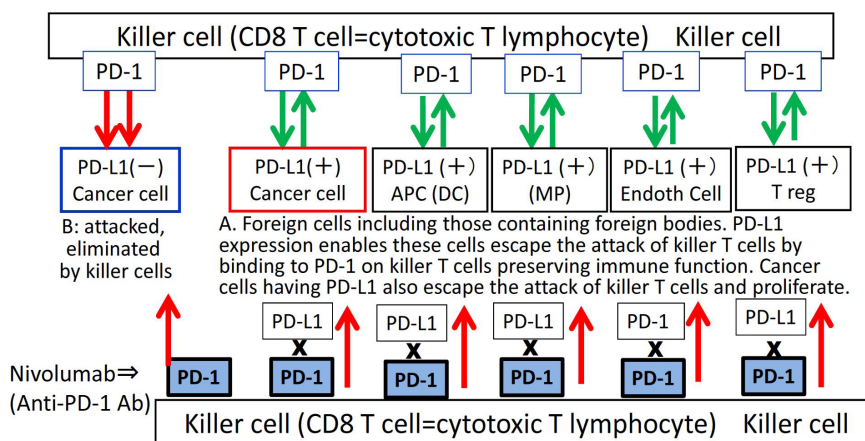 Killer cell (CD8 T cell=cytotoxic T lymphocyte) Killer cell
PD-1 PD-1 PD-1 PD-1 PD-1 PD-1
PD-L1(−)
Cancer cell
PD-L1(+)
Cancer cell
PD-L1 (+)
APC (DC)
PD-L1 (+)
(MP)
PD-L1 (+)
Endoth Cell
PD-L1 (+)
T reg
B: attacked,
eliminated
by killer cells
A. Foreign cells including those containing foreign bodies. PD-L1
expression enables these cells escape the attack of killer T cells by
binding to PD-1 on killer T cells preserving immune function. Cancer
cells having PD-L1 also escape the attack of killer T cells and proliferate.
PD-L1 PD-L1 PD-L1 PD-1 PD-L1
X X X X X
Nivolumab⇒
(Anti-PD-1 Ab)
PD-1 PD-1 PD-1 PD-1 PD-1 PD-1
Killer cell (CD8 T cell=cytotoxic T lymphocyte) Killer cell